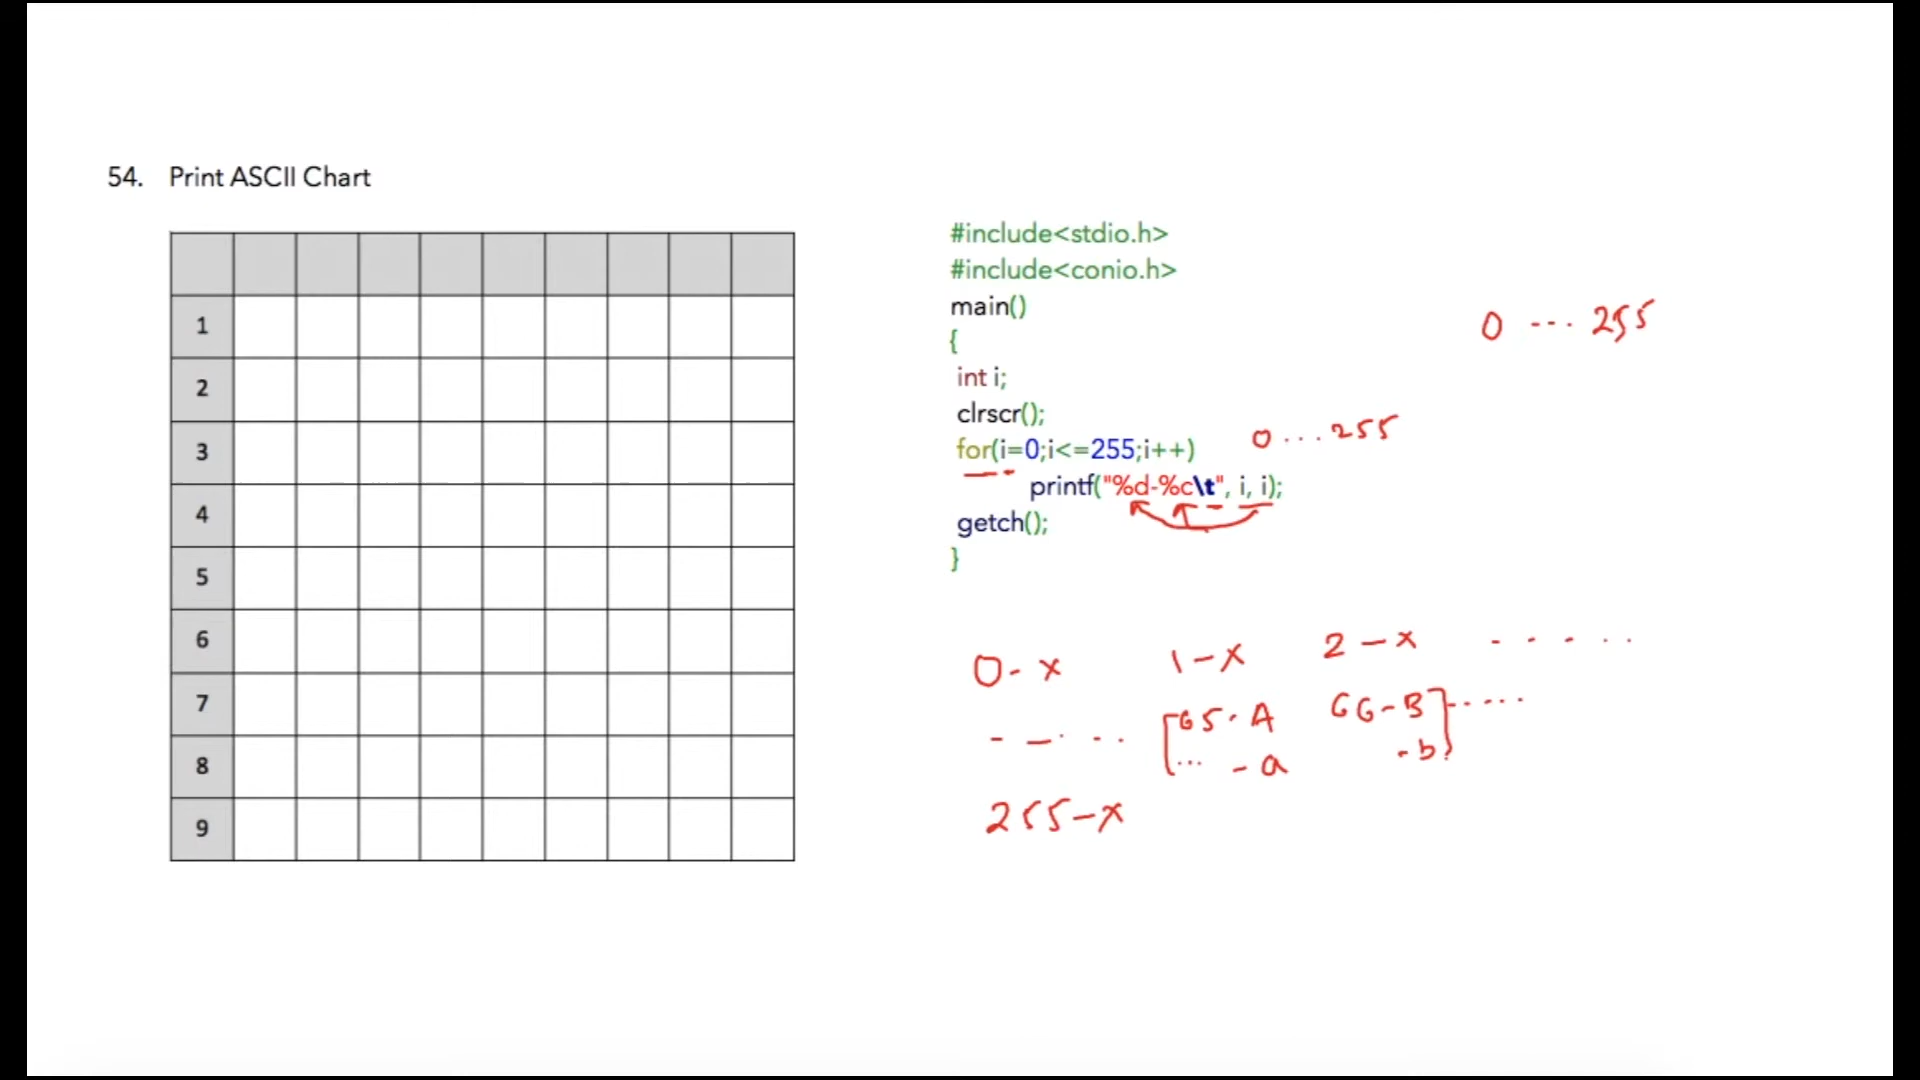 54. Print ASCII Chart
1
2
3
4
5
6
7
8
9
#include<stdio.h>
#include<conio.h>
main()
{
int i;
clrscr();
for(i=0;i<=255;i++)
printf("%d-%c\t", i, i);
getch();
}
0 ... 255
0 ... 255
0 - x 1 - x 2 - x . . . . .
- - . . . 65 - A 66 - B . . . . .
... - a - b
255 - x